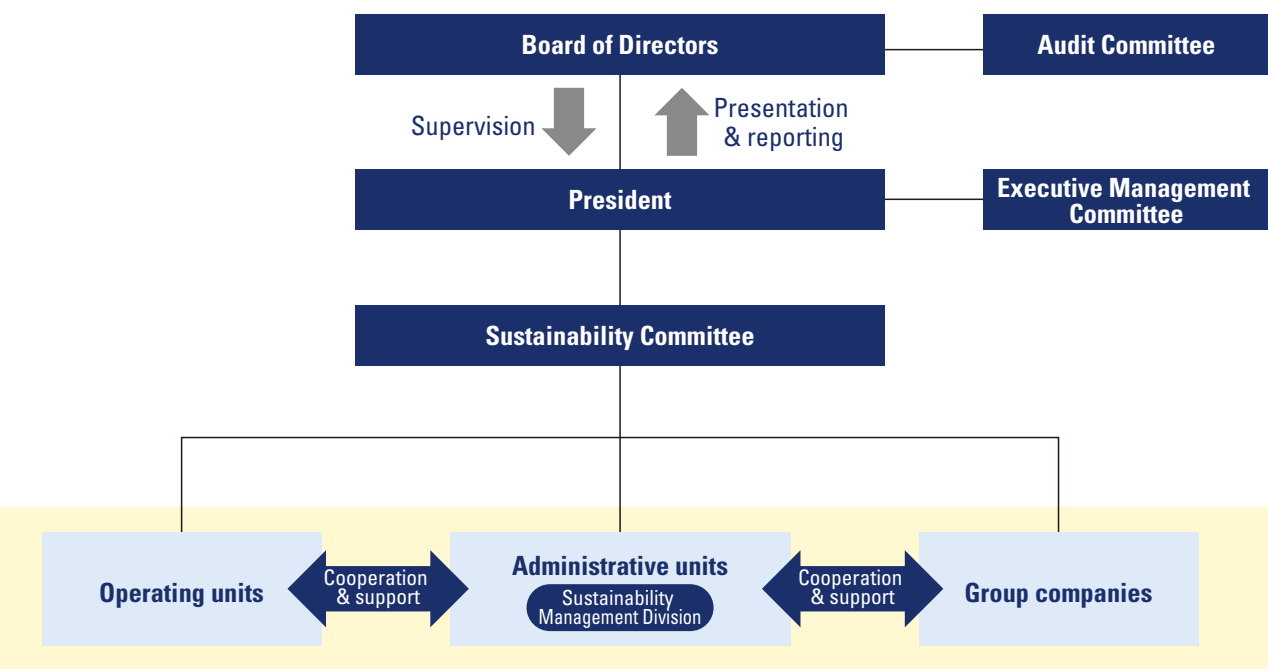 Board of Directors
Audit Committee
Supervision
Presentation
& reporting
President
Executive Management
Committee
Sustainability Committee
Operating units
Cooperation
& support
Administrative units
Sustainability
Management Division
Cooperation
& support
Group companies